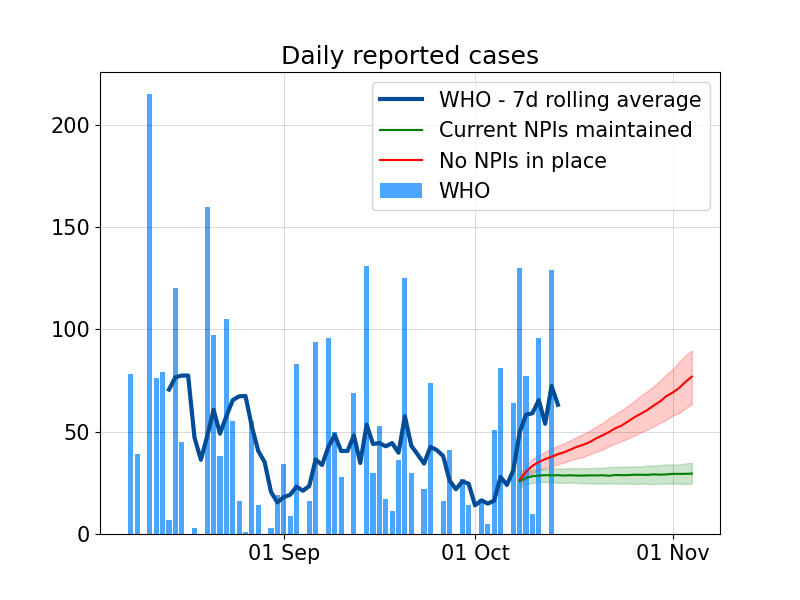 Daily reported cases
WHO - 7d rolling average
Current NPIs maintained
No NPIs in place
WHO
200
150
100
50
0
01 Sep
01 Oct
01 Nov